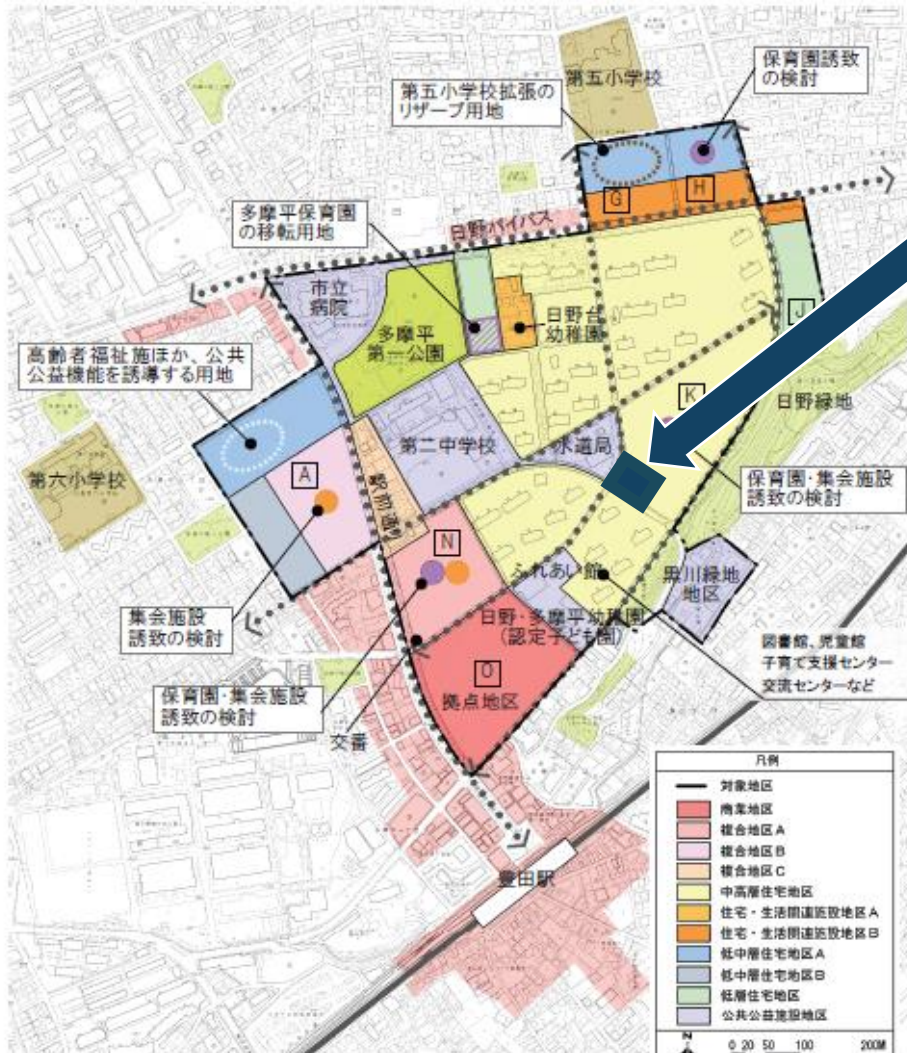 第五小学校
保育園誘致
の検討
第五小学校拡張の
リザーブ用地
H
G
多摩平保育園
の移転用地
日野バイパス
市立
病院
日野台
幼稚園
多摩平
第一公園
J
高齢者福祉施ほか、公共
公益機能を誘導する用地
日野緑地
K
第二中学校
水道局
第六小学校
A
保育園・集会施設
誘致の検討
駅前通り
N
ふれあい館
黒川緑地
地区
集会施設
誘致の検討
日野・多摩平幼稚園
(認定子ども園)
図書館、児童館
子育て支援センター
交流センターなど
O
拠点地区
保育園・集会施設
誘致の検討
交番
豊田駅
凡例
対象地区
商業地区
複合地区A
複合地区B
複合地区C
中高層住宅地区
住宅・生活関連施設地区A
住宅・生活関連施設地区B
低中層住宅地区A
低中層住宅地区B
低層住宅地区
公共公益施設地区
N
0 20 50 100 200M